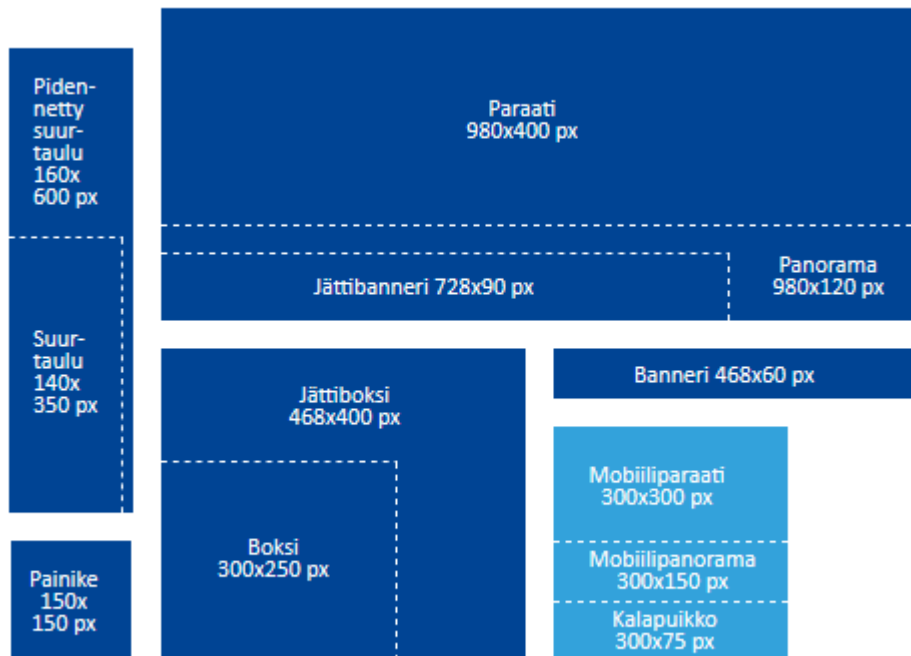 Piden-
netty
suur-
taulu
160x
600 px
Suur-
taulu
140x
350 px
Painike
150x
150 px
Paraati
980x400 px
Jättibanneri 728x90 px
Panorama
980x120 px
Jättiboksi
468x400 px
Boksi
300x250 px
Banneri 468x60 px
Mobiiliparaati
300x300 px
Mobiilipanorama
300x150 px
Kalapuikko
300x75 px